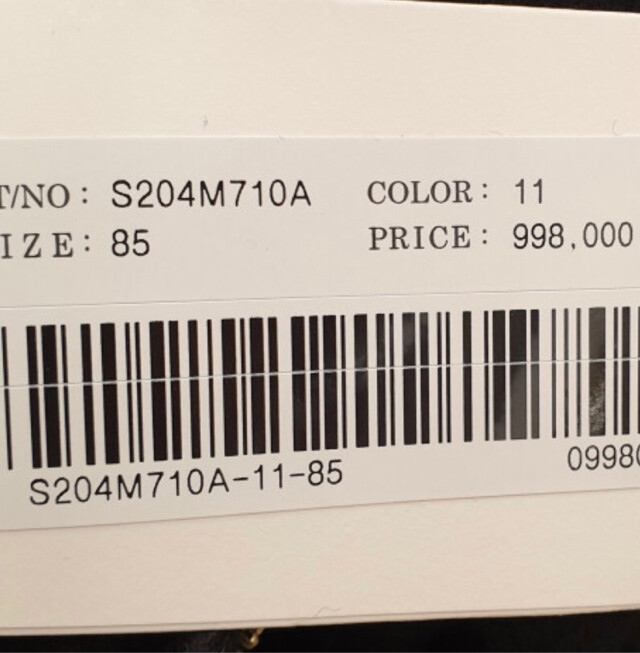 T/NO : S204M710A COLOR : 11
IZE : 85 PRICE : 998,000
S204M710A-11-85 0998